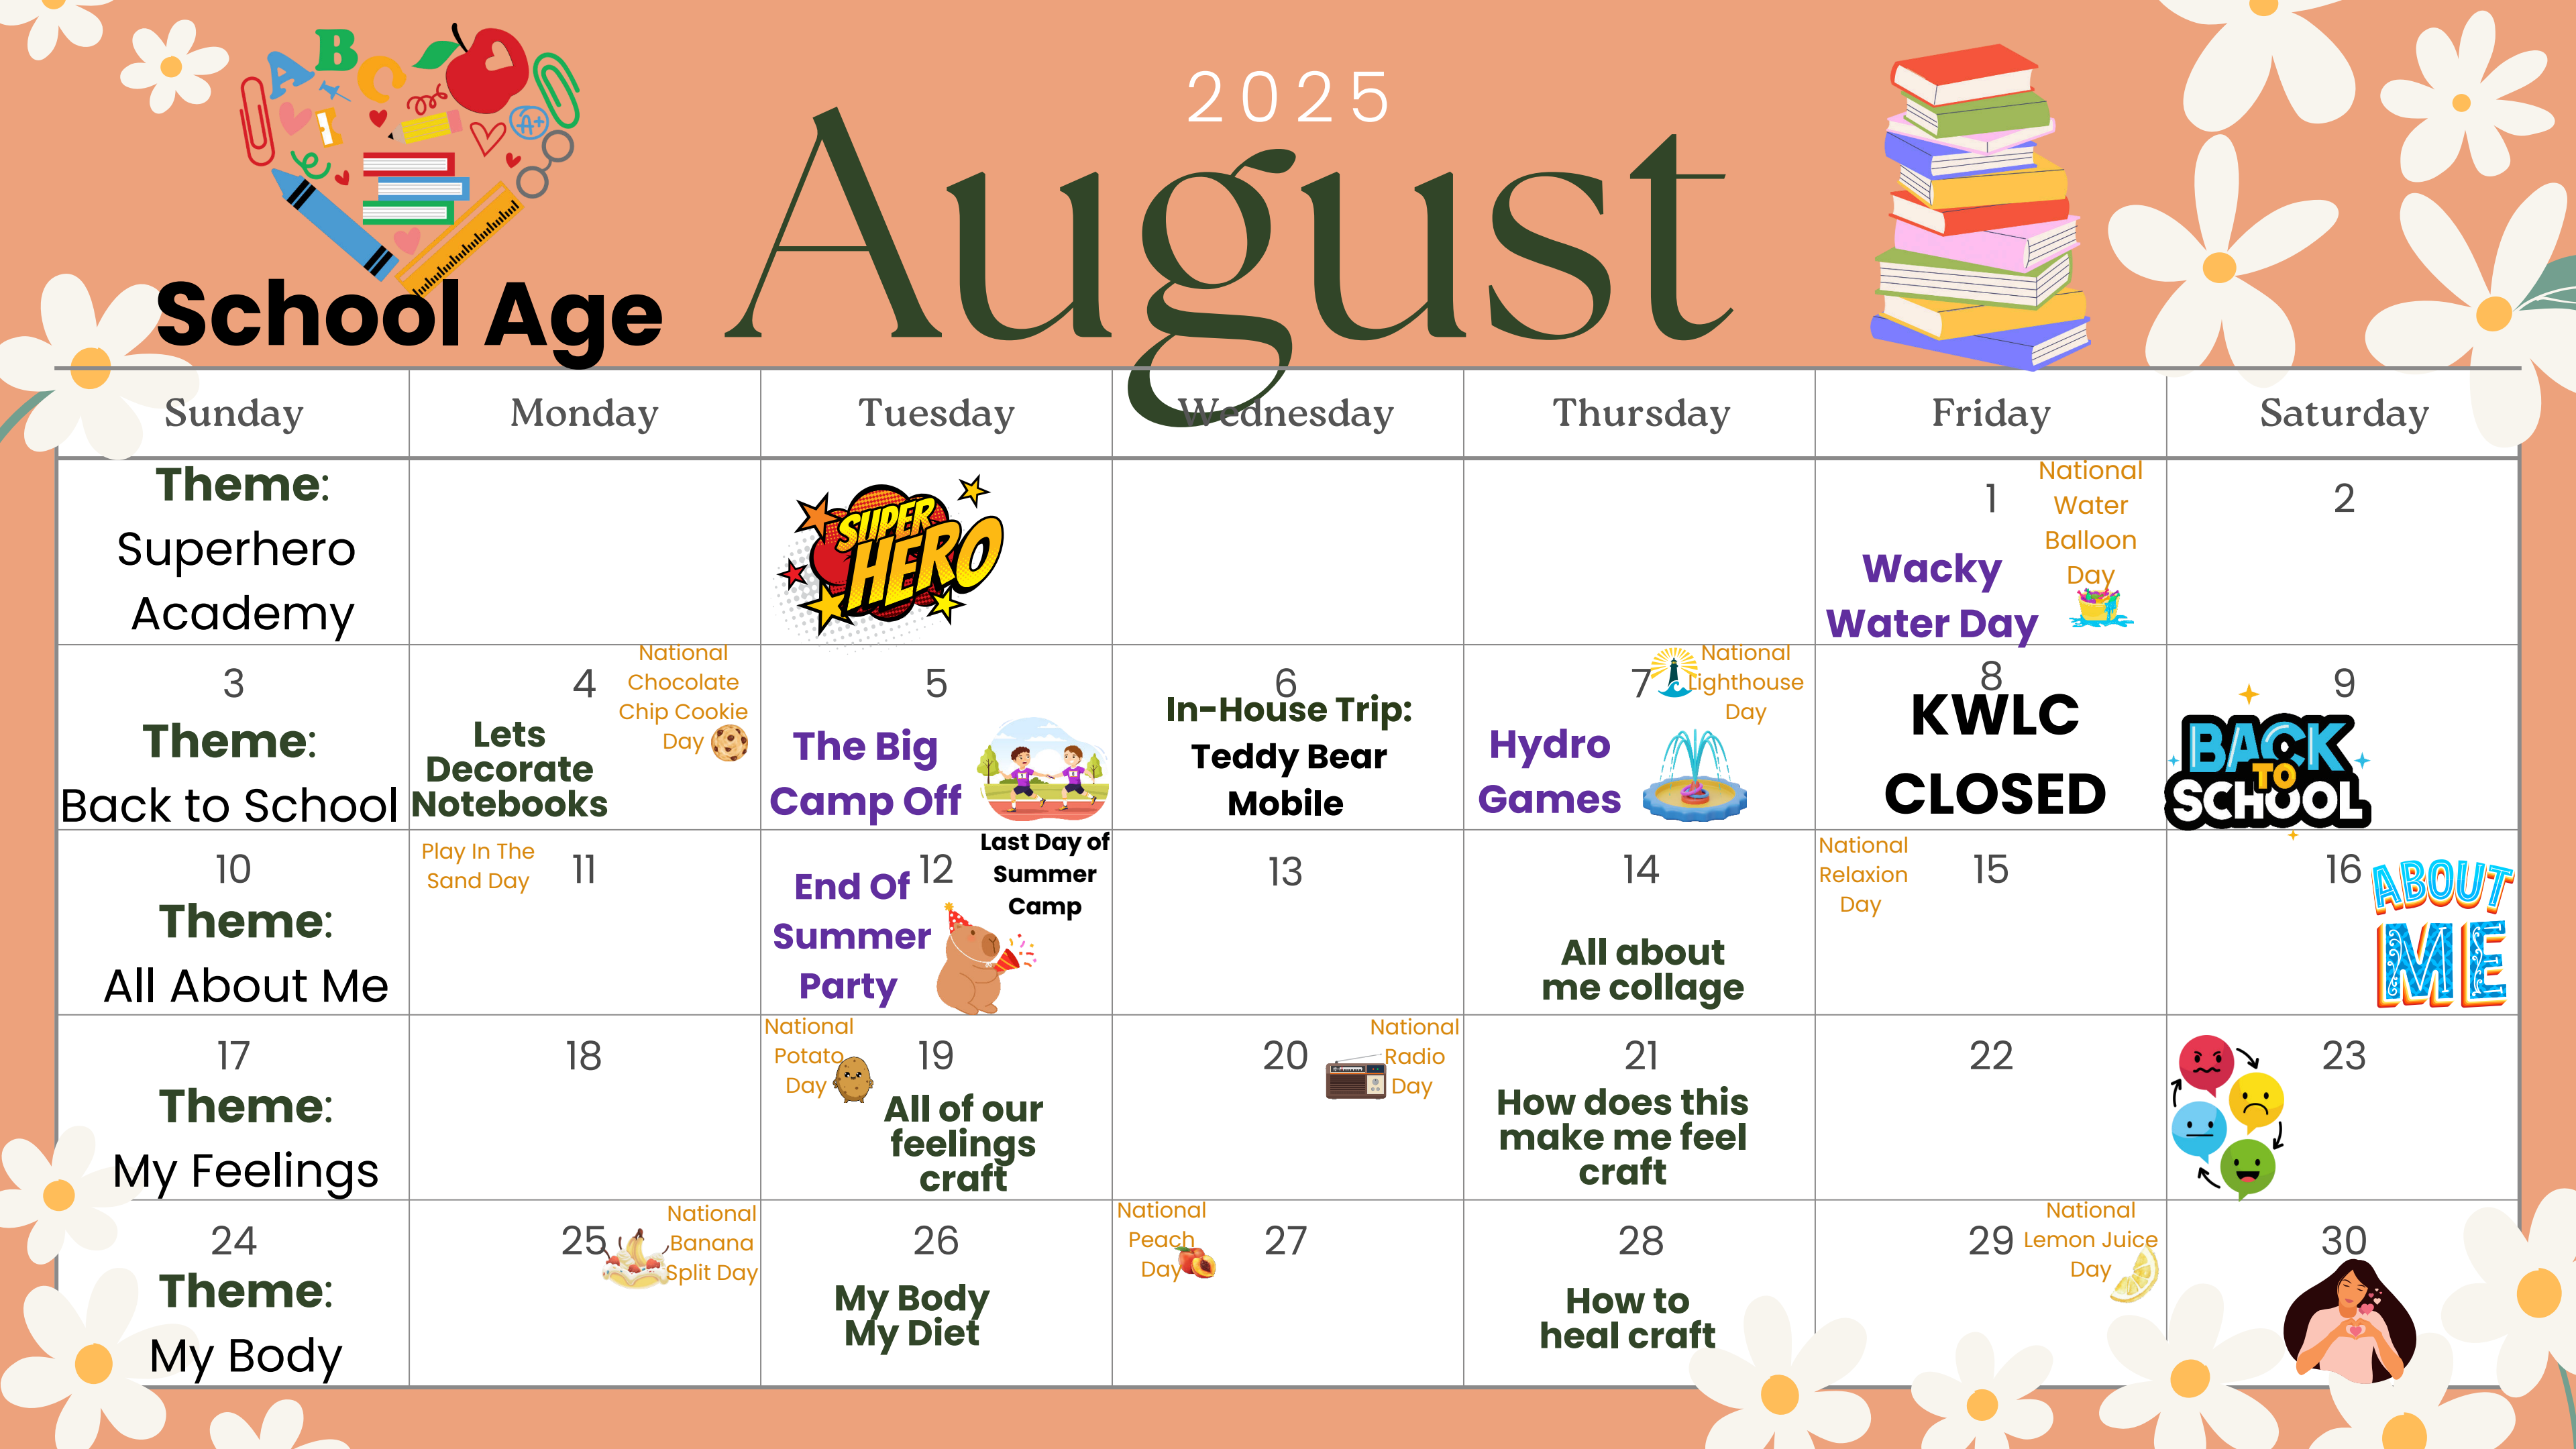 A B C
A+
2025
August
School Age
Sunday Monday Tuesday Wednesday Thursday Friday Saturday
Theme:
Superhero
Academy
SUPER
HERO
1
National
Water
Balloon
Day
Wacky
Water Day
2
3
Theme:
Back to School
4
National
Chocolate
Chip Cookie
Day
Lets
Decorate
Notebooks
5
The Big
Camp Off
6
In-House Trip:
Teddy Bear
Mobile
7
National
Lighthouse
Day
Hydro
Games
8
KWLC
CLOSED
9
BACK
TO
SCHOOL
10
Theme:
All About Me
Play In The
Sand Day
11
12
Last Day of
Summer
Camp
End Of
Summer
Party
13
14
All about
me collage
National
Relaxion
Day
15
16
ABOUT
ME
17
Theme:
My Feelings
18
National
Potato
Day
19
All of our
feelings
craft
20
National
Radio
Day
21
How does this
make me feel
craft
22
23
24
Theme:
My Body
25
National
Banana
Split Day
26
My Body
My Diet
National
Peach
Day
27
28
How to
heal craft
29
National
Lemon Juice
Day
30